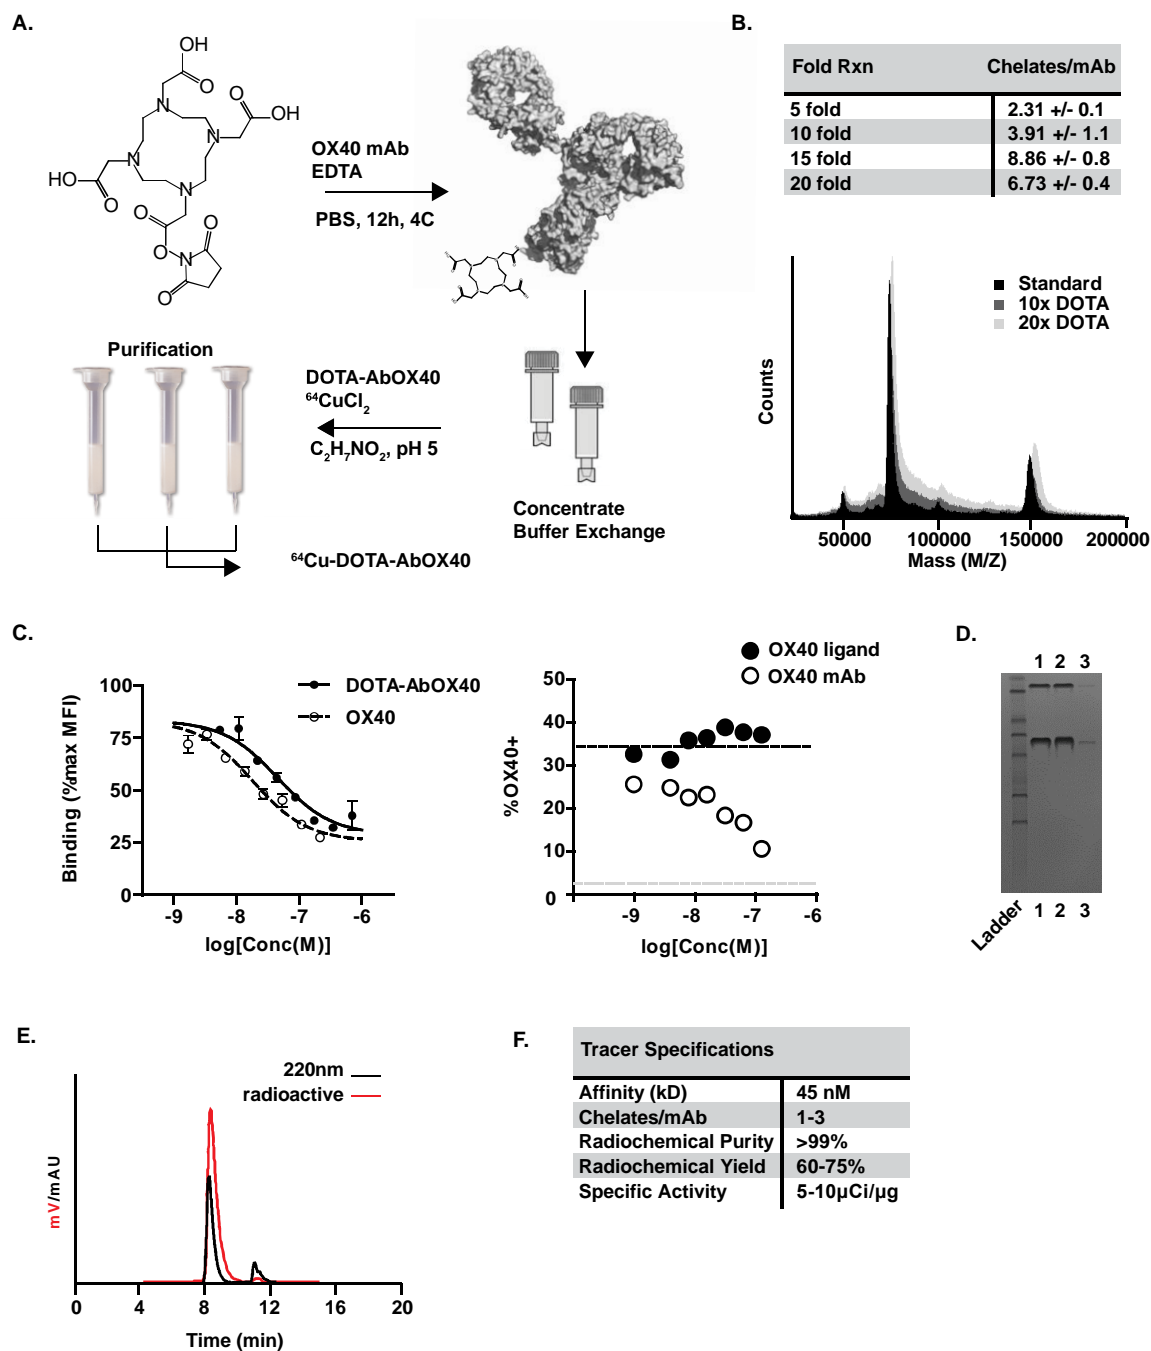 A.
OH
O
O
OH
N
N
N
N
HO
O
O
O
O
N
O
OX40 mAb
EDTA
PBS, 12h, 4C
Purification
DOTA-AbOX40
⁶⁴CuCl₂
C₂H₇NO₂, pH 5
Concentrate
Buffer Exchange
⁶⁴Cu-DOTA-AbOX40
B.
Fold Rxn Chelates/mAb
5 fold 2.31 +/- 0.1
10 fold 3.91 +/- 1.1
15 fold 8.86 +/- 0.8
20 fold 6.73 +/- 0.4
Standard
10x DOTA
20x DOTA
Counts
50000 100000 150000 200000
Mass (M/Z)
C.
DOTA-AbOX40
OX40
Binding (%max MFI)
100
75
50
25
0
-9 -8 -7 -6
log[Conc(M)]
OX40 ligand
OX40 mAb
%OX40+
50
40
30
20
10
0
-9 -8 -7 -6
log[Conc(M)]
D.
1 2 3
Ladder 1 2 3
E.
220nm
radioactive
mV/mAU
0 4 8 12 16 20
Time (min)
F.
Tracer Specifications
Affinity (kD) 45 nM
Chelates/mAb 1-3
Radiochemical Purity >99%
Radiochemical Yield 60-75%
Specific Activity 5-10µCi/µg